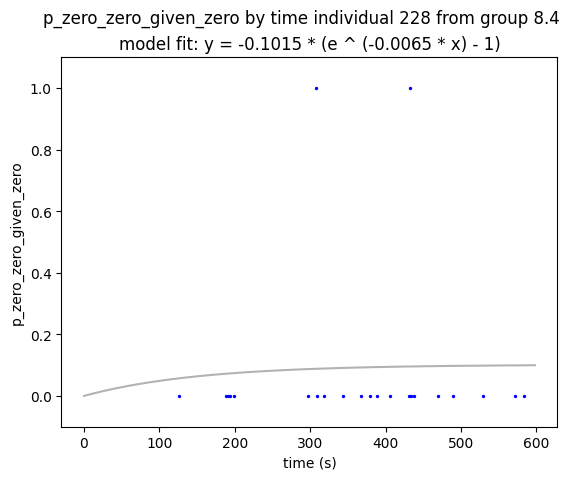 p_zero_zero_given_zero by time individual 228 from group 8.4
model fit: y = -0.1015 * (e ^ (-0.0065 * x) - 1)
1.0
0.8
0.6
0.4
0.2
0.0
p_zero_zero_given_zero
0 100 200 300 400 500 600
time (s)